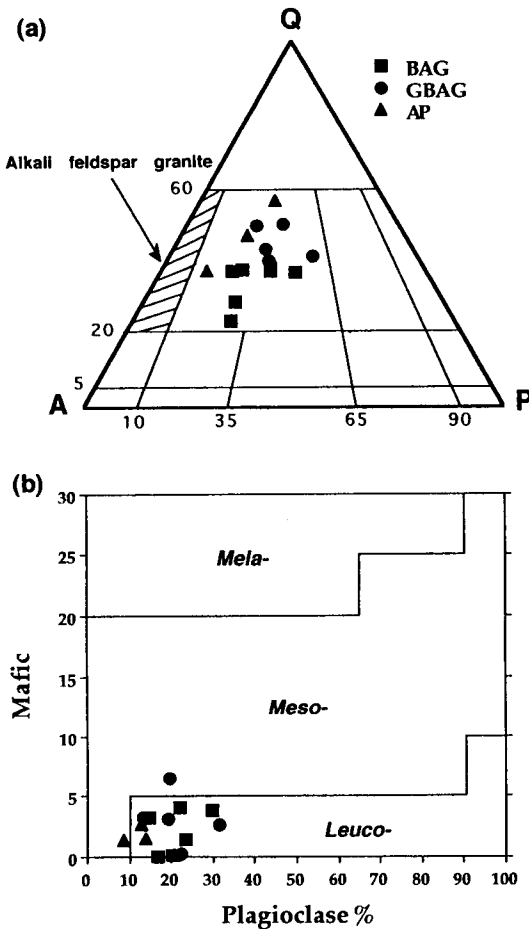 (a)
Q
BAG
GBAG
AP
Alkali feldspar granite
60
20
5
A
P
10 35 65 90
(b)
30
25
20
15
10
5
0
Mafic
Mela-
Meso-
Leuco-
0 10 20 30 40 50 60 70 80 90 100
Plagioclase %